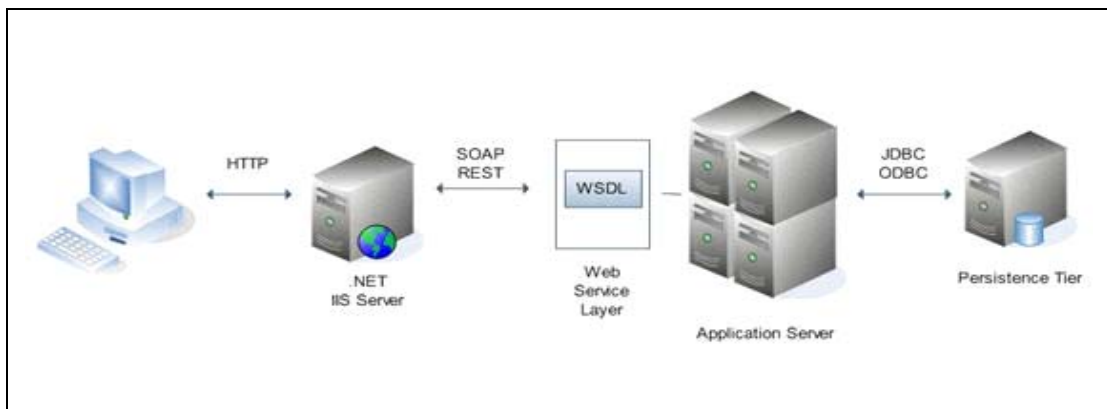 HTTP
.NET
IIS Server
SOAP
REST
WSDL
Web
Service
Layer
Application Server
JDBC
ODBC
Persistence Tier